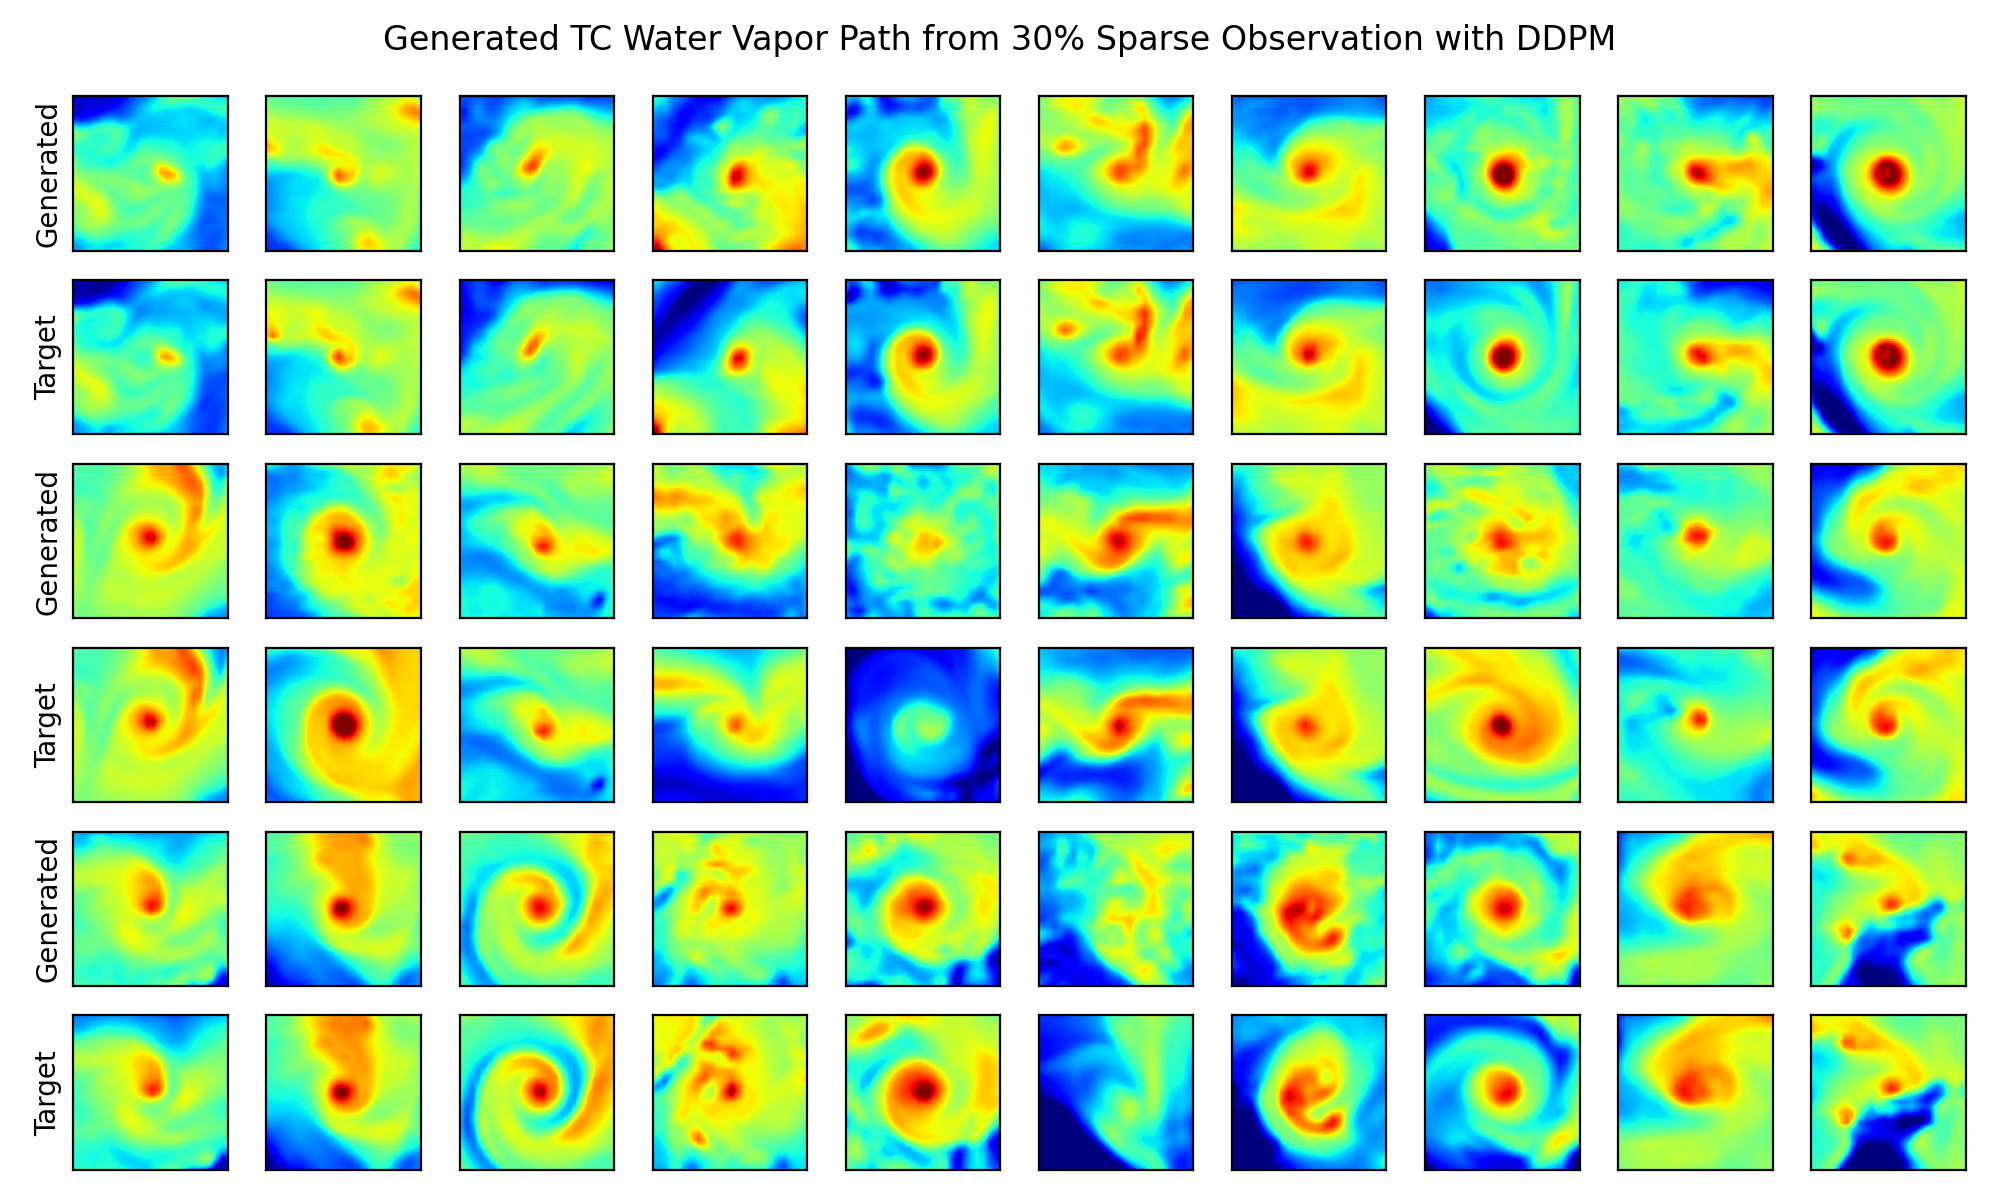 Generated TC Water Vapor Path from 30% Sparse Observation with DDPM
Generated
Target
Generated
Target
Generated
Target